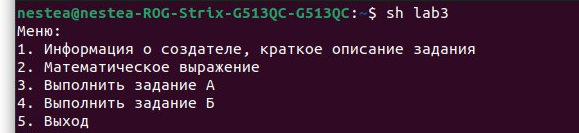 nestea@nestea-ROG-Strix-G513QC-G513QC:~$ sh lab3
Меню:
1. Информация о создателе, краткое описание задания
2. Математическое выражение
3. Выполнить задание А
4. Выполнить задание Б
5. Выход